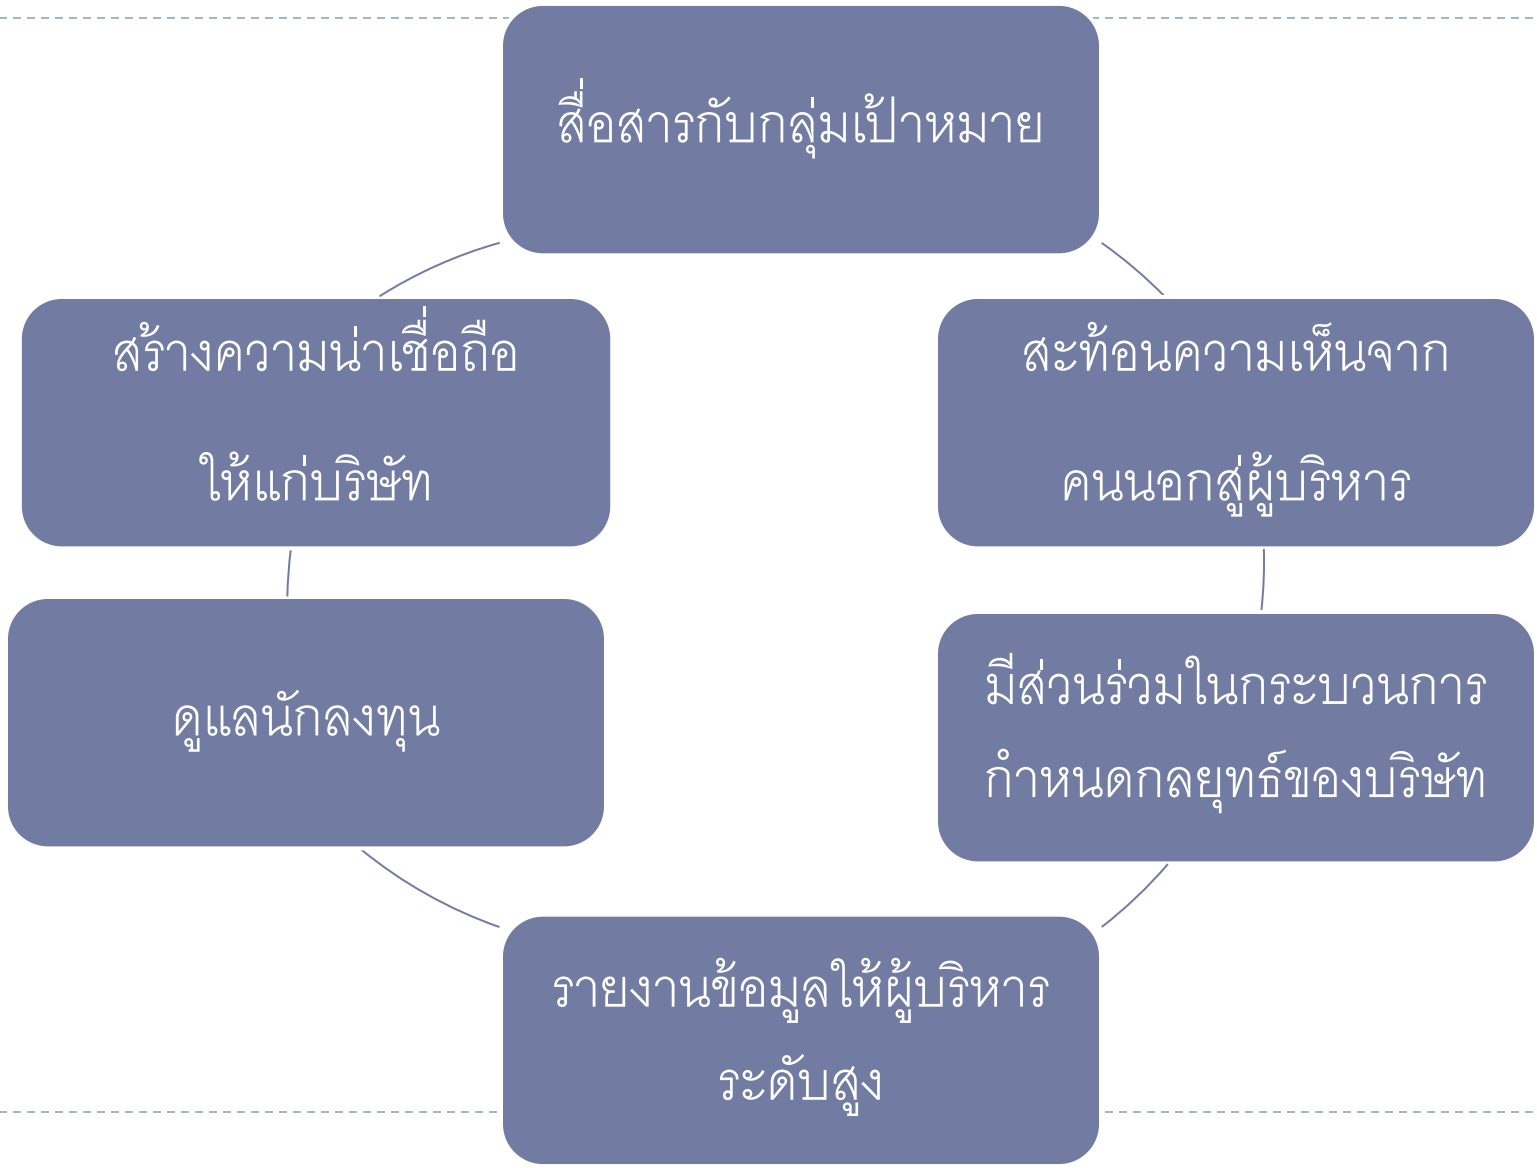 สื่อสารกับกลุ่มเป้าหมาย
สร้างความน่าเชื่อถือ
ให้แก่บริษัท
สะท้อนความเห็นจาก
คนนอกสู่ผู้บริหาร
ดูแลนักลงทุน
มีส่วนร่วมในกระบวนการ
กำหนดกลยุทธ์ของบริษัท
รายงานข้อมูลให้ผู้บริหาร
ระดับสูง